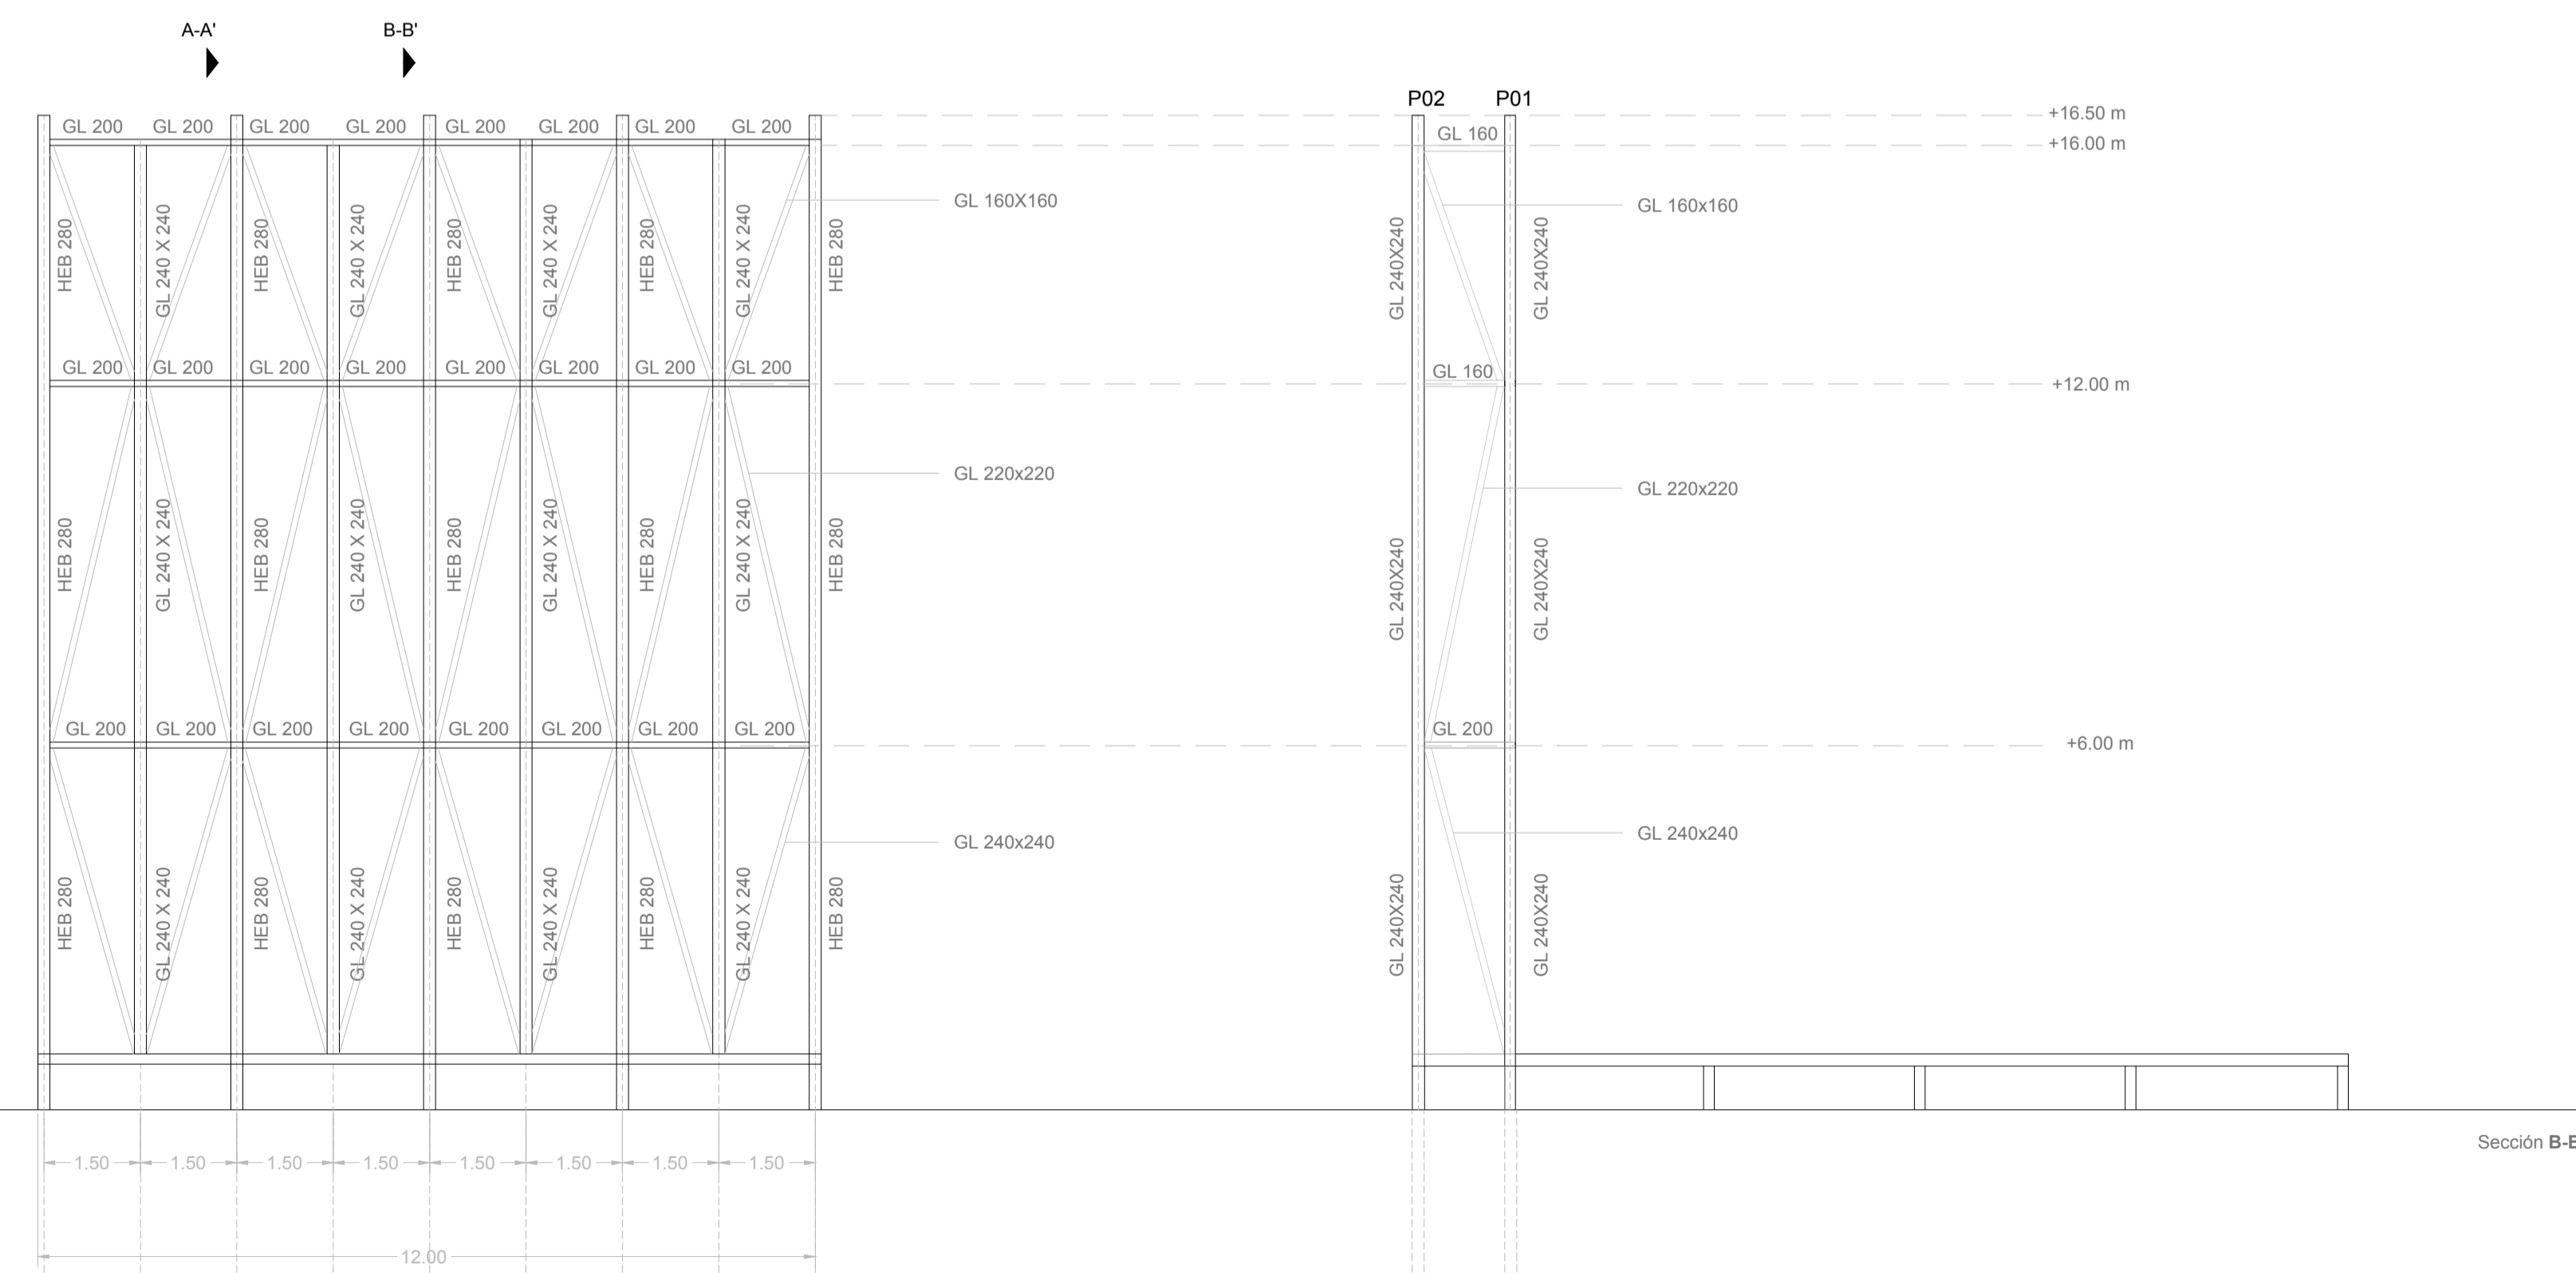 A-A' B-B'
P02 P01
GL 200 GL 200 GL 200 GL 200 GL 200 GL 200 GL 200 GL 200
GL 160
+16.50 m
+16.00 m
HEB 280 GL 240 X 240 HEB 280 GL 240 X 240 HEB 280 GL 240 X 240 HEB 280 GL 240 X 240 HEB 280
GL 160X160
GL 240X240 GL 240X240
GL 160x160
GL 200 GL 200 GL 200 GL 200 GL 200 GL 200 GL 200 GL 200
GL 160
+12.00 m
HEB 280 GL 240 X 240 HEB 280 GL 240 X 240 HEB 280 GL 240 X 240 HEB 280 GL 240 X 240 HEB 280
GL 220x220
GL 240X240 GL 240X240
GL 220x220
GL 200 GL 200 GL 200 GL 200 GL 200 GL 200 GL 200 GL 200
GL 200
+6.00 m
HEB 280 GL 240 X 240 HEB 280 GL 240 X 240 HEB 280 GL 240 X 240 HEB 280 GL 240 X 240 HEB 280
GL 240x240
GL 240X240 GL 240X240
GL 240x240
Sección B-
1.50 1.50 1.50 1.50 1.50 1.50 1.50 1.50
12.00